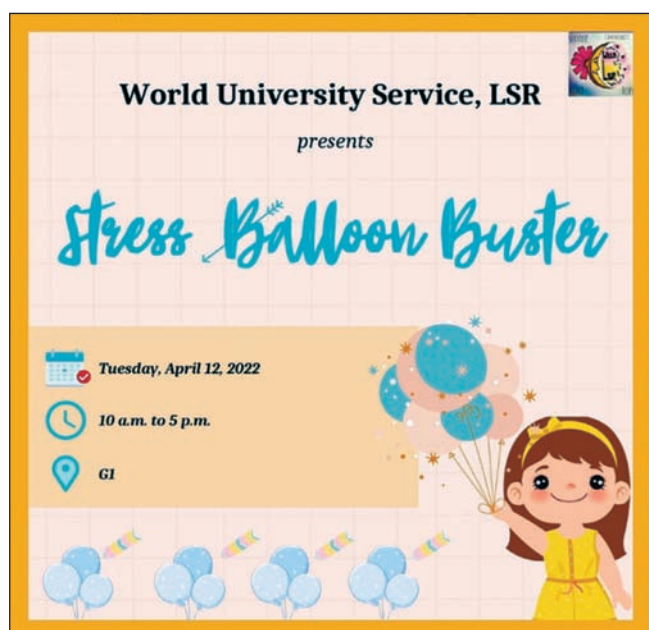 World University Service, LSR
presents
Stress Balloon Buster
Tuesday, April 12, 2022
10 a.m. to 5 p.m.
G1